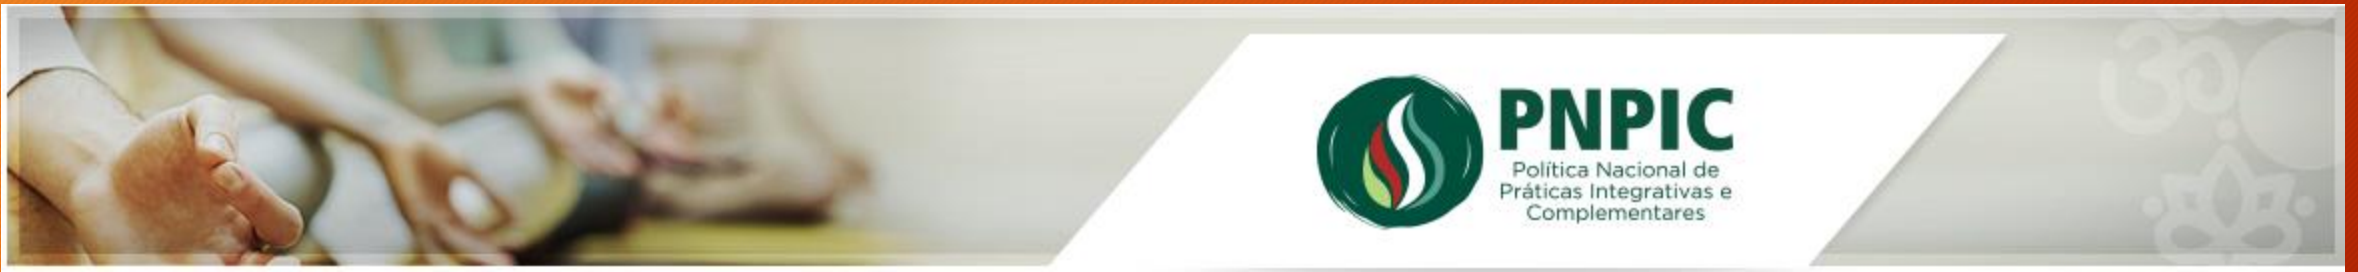 PNPIC
Política Nacional de
Práticas Integrativas e
Complementares
ॐ